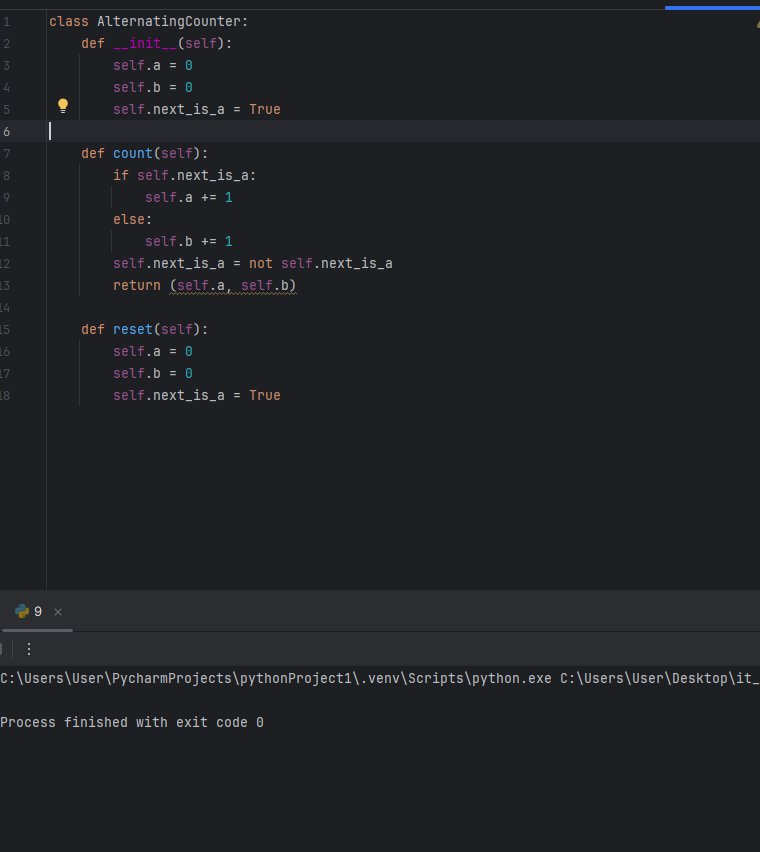 1 class AlternatingCounter:
2     def __init__(self):
3         self.a = 0
4         self.b = 0
5         self.next_is_a = True
6
7     def count(self):
8         if self.next_is_a:
9             self.a += 1
10         else:
11             self.b += 1
12         self.next_is_a = not self.next_is_a
13         return (self.a, self.b)
14
15     def reset(self):
16         self.a = 0
17         self.b = 0
18         self.next_is_a = True
9 ×
C:\Users\User\PycharmProjects\pythonProject1\.venv\Scripts\python.exe C:\Users\User\Desktop\it_
Process finished with exit code 0